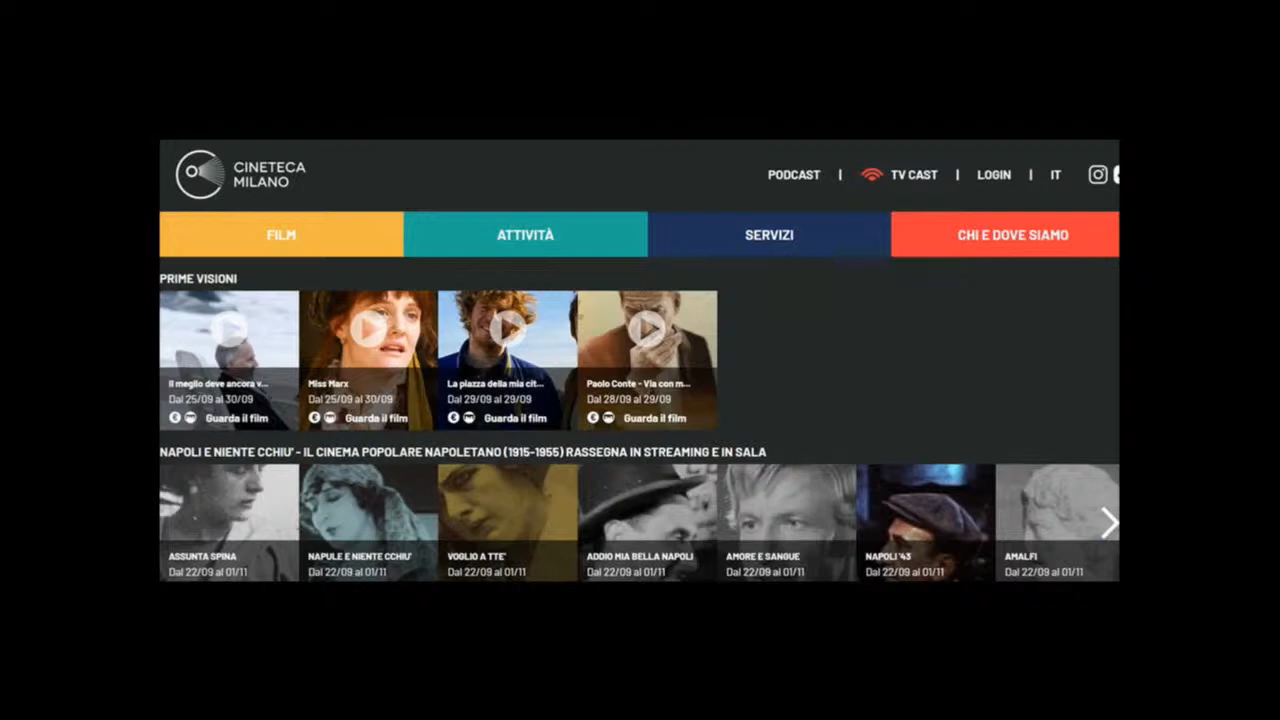 CINETECA
MILANO
PODCAST | TV CAST | LOGIN | IT
FILM
ATTIVITÀ
SERVIZI
CHI E DOVE SIAMO
PRIME VISIONI
Il meglio deve ancora v...
Dal 25/09 al 30/09
Guarda il film
Miss Marx
Dal 25/09 al 30/09
Guarda il film
La piazza della mia cit...
Dal 29/09 al 29/09
Guarda il film
Paolo Conte - Via con m...
Dal 28/09 al 29/09
Guarda il film
NAPOLI E NIENTE CCHIU' - IL CINEMA POPOLARE NAPOLETANO (1915-1955) RASSEGNA IN STREAMING E IN SALA
ASSUNTA SPINA
Dal 22/09 al 01/11
NAPULE E NIENTE CCHIU'
Dal 22/09 al 01/11
VOGLIO A TTE'
Dal 22/09 al 01/11
ADDIO MIA BELLA NAPOLI
Dal 22/09 al 01/11
AMORE E SANGUE
Dal 22/09 al 01/11
NAPOLI '43
Dal 22/09 al 01/11
AMALFI
Dal 22/09 al 01/11